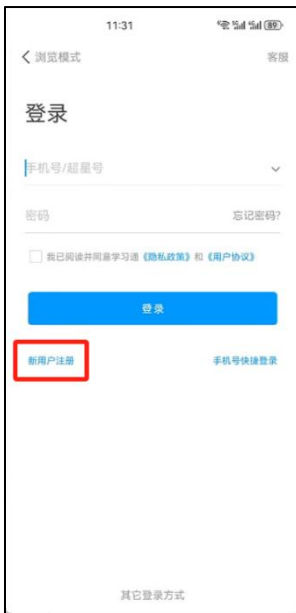 11:31 5G 5G 89
浏览模式 客服
登录
手机号/超星号
密码 忘记密码?
我已阅读并同意学习通《隐私政策》和《用户协议》
登录
新用户注册 手机号快捷登录
其它登录方式